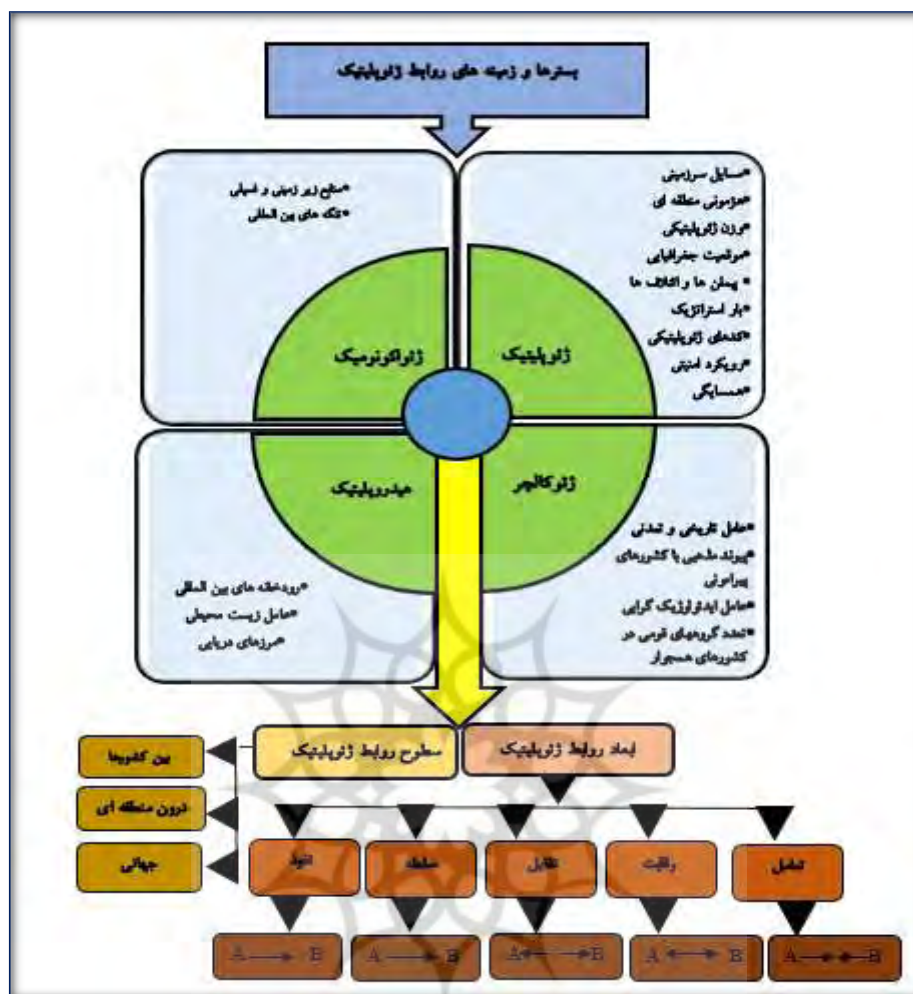 بسترها و زمینه های روابط ژئوپلیتیک
▪مسایل سرزمینی
▪هژمونی منطقه ای
▪وزن ژئوپلیتیکی
▪موقعیت جغرافیایی
▪پیمان ها و ائتلاف ها
▪بار استراتژیک
▪کدهای ژئوپلیتیکی
▪رویکرد امنیتی
▪همسایگی
▪منابع زیر زمینی و فسیلی
▪تنگه های بین المللی
ژئوپلیتیک
ژئواکونومیک
ژئوکالچر
هیدروپلیتیک
▪عامل تاریخی و تمدنی
پیوند مذهبی با کشورهای
پیرامونی
▪عامل ایدئولوژیک گرایی
▪تعدد گروههای قومی در
کشورهای همجوار
▪رودخانه های بین المللی
▪عامل زیست محیطی
▪مرزهای دریایی
ابعاد روابط ژئوپلیتیک
سطوح روابط ژئوپلیتیک
بین کشورها
درون منطقه ای
جهانی
تعامل
رقابت
تقابل
سلطه
نفوذ
A B
A B
A B
A B
A B